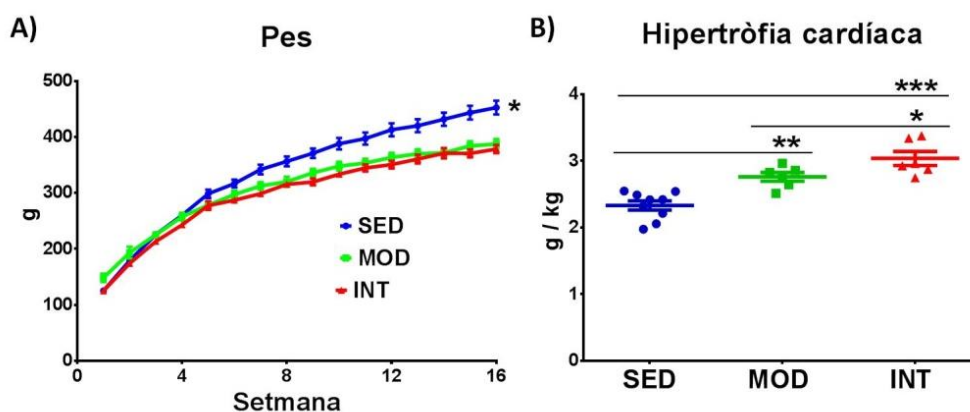 A)
Pes
500
400
300
200
100
0
g
0
4
8
12
16
Setmana
SED
MOD
INT
*
B)
Hipertròfia cardíaca
4
3
2
1
0
g / kg
***
*
**
SED
MOD
INT